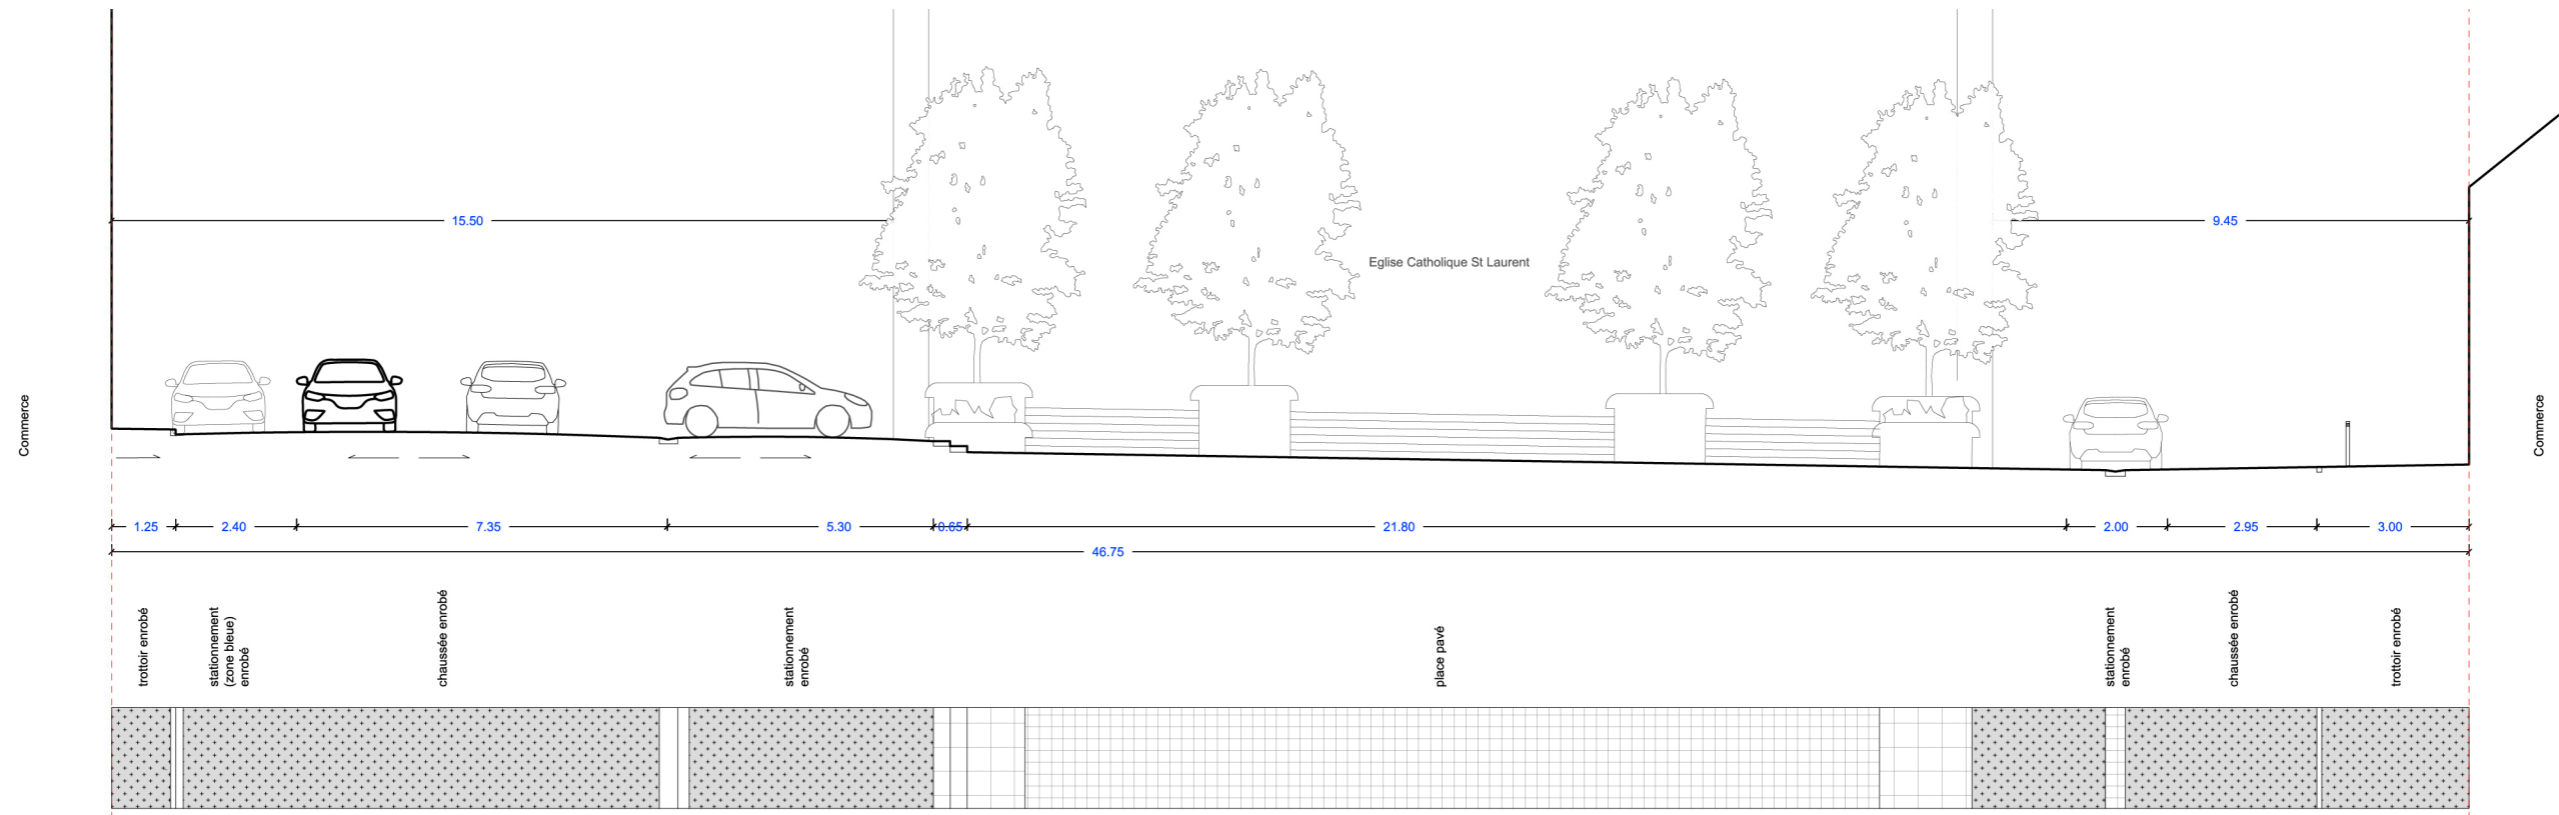 15.50
9.45
Eglise Catholique St Laurent
Commerce
Commerce
1.25
2.40
7.35
5.30
0.65
21.80
2.00
2.95
3.00
46.75
trottoir enrobé
stationnement
(zone bleue)
enrobé
chaussée enrobé
stationnement
enrobé
place pavé
stationnement
enrobé
chaussée enrobé
trottoir enrobé